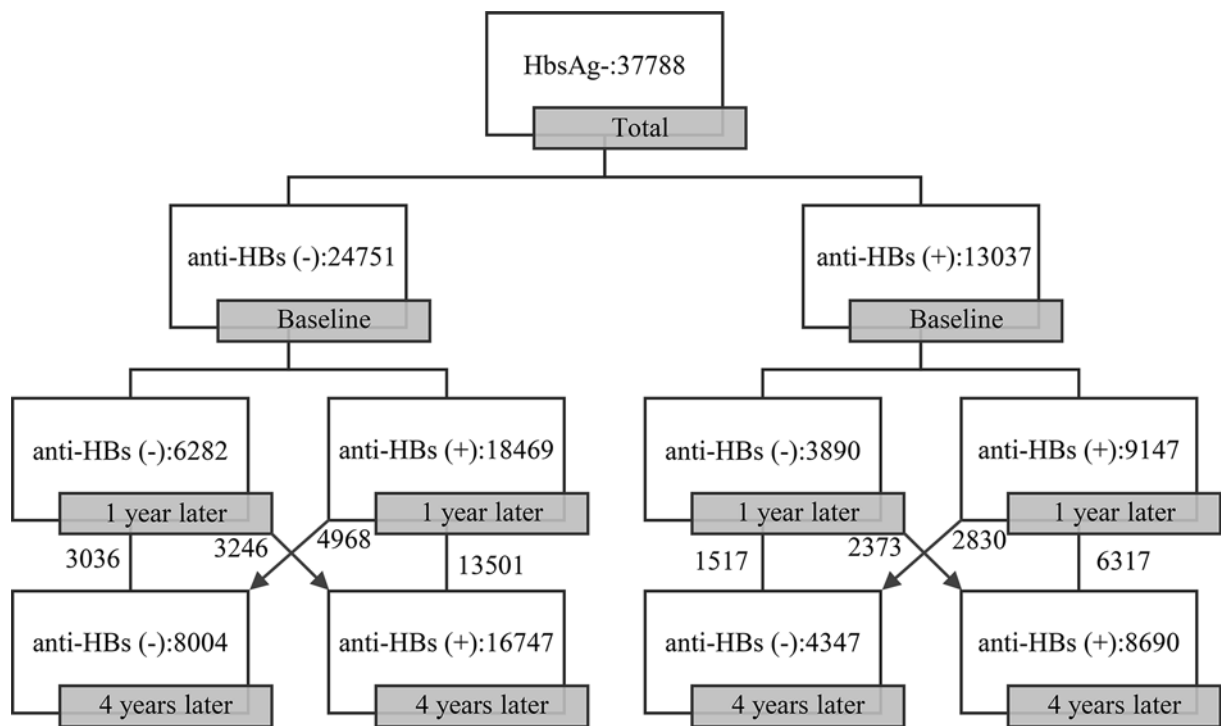 HbsAg-:37788
Total
anti-HBs (-):24751
Baseline
anti-HBs (+):13037
Baseline
anti-HBs (-):6282
1 year later
anti-HBs (+):18469
1 year later
anti-HBs (-):3890
1 year later
anti-HBs (+):9147
1 year later
3036
3246
4968
13501
1517
2373
2830
6317
anti-HBs (-):8004
4 years later
anti-HBs (+):16747
4 years later
anti-HBs (-):4347
4 years later
anti-HBs (+):8690
4 years later